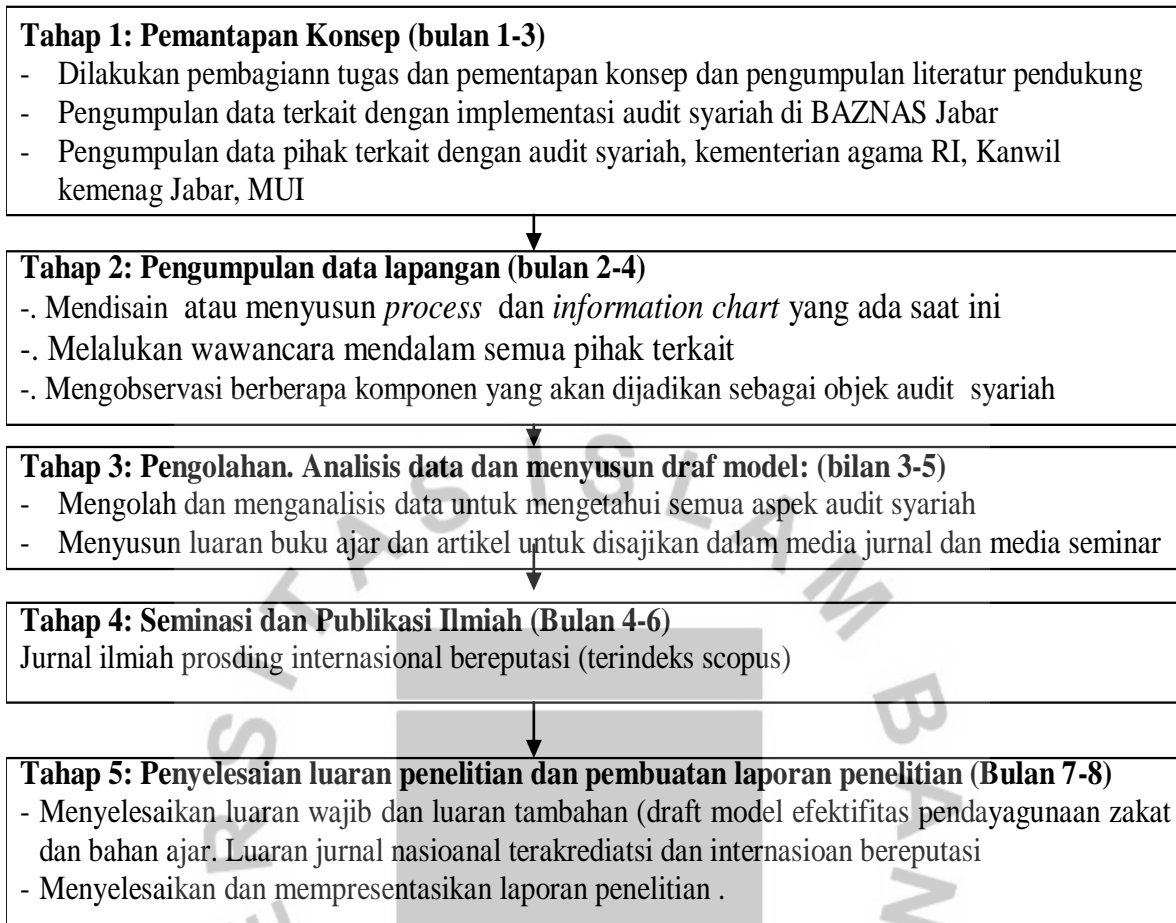 Tahap 1: Pemantapan Konsep (bulan 1-3)
- Dilakukan pembagiann tugas dan pementapan konsep dan pengumpulan literatur pendukung
- Pengumpulan data terkait dengan implementasi audit syariah di BAZNAS Jabar
- Pengumpulan data pihak terkait dengan audit syariah, kementerian agama RI, Kanwil
kemenag Jabar, MUI
Tahap 2: Pengumpulan data lapangan (bulan 2-4)
-. Mendisain atau menyusun process dan information chart yang ada saat ini
-. Melalukan wawancara mendalam semua pihak terkait
-. Mengobservasi berberapa komponen yang akan dijadikan sebagai objek audit syariah
Tahap 3: Pengolahan. Analisis data dan menyusun draf model: (bilan 3-5)
- Mengolah dan menganalisis data untuk mengetahui semua aspek audit syariah
- Menyusun luaran buku ajar dan artikel untuk disajikan dalam media jurnal dan media seminar
Tahap 4: Seminasi dan Publikasi Ilmiah (Bulan 4-6)
Jurnal ilmiah prosding internasional bereputasi (terindeks scopus)
Tahap 5: Penyelesaian luaran penelitian dan pembuatan laporan penelitian (Bulan 7-8)
- Menyelesaikan luaran wajib dan luaran tambahan (draft model efektifitas pendayagunaan zakat
dan bahan ajar. Luaran jurnal nasioanal terakrediatsi dan internasioan bereputasi
- Menyelesaikan dan mempresentasikan laporan penelitian .
ERSITAS ISLAM BAN